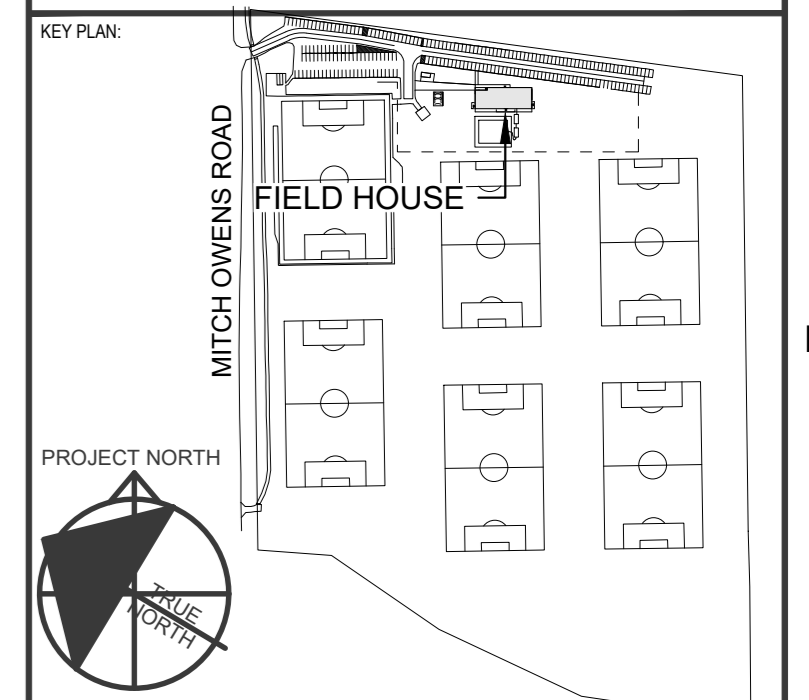 KEY PLAN:
MITCH OWENS ROAD
FIELD HOUSE
PROJECT NORTH
TRUE
NORTH